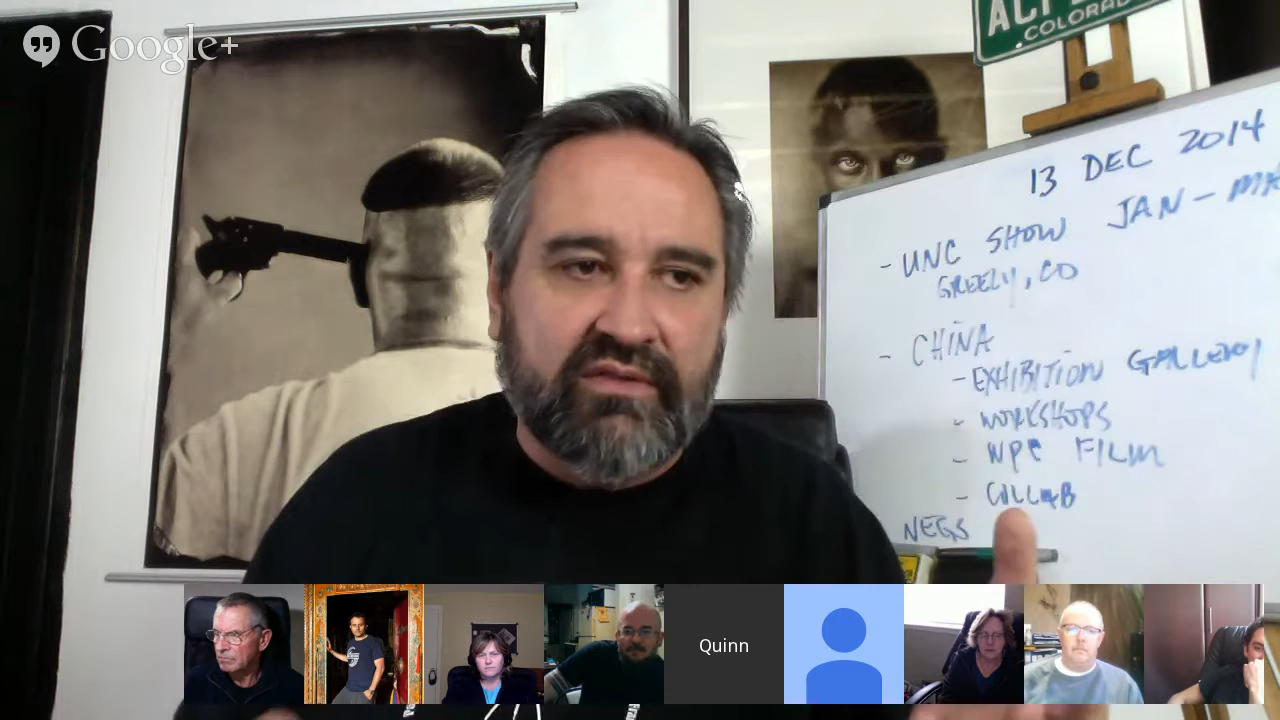 Google+
COLORADO
13 DEC 2014
- UNC SHOW JAN - MA
GREELY, CO
- CHINA
- EXHIBITION GALLERY
- WORKSHOPS
- WPC FILM
- COLLAB
NEGS
Quinn